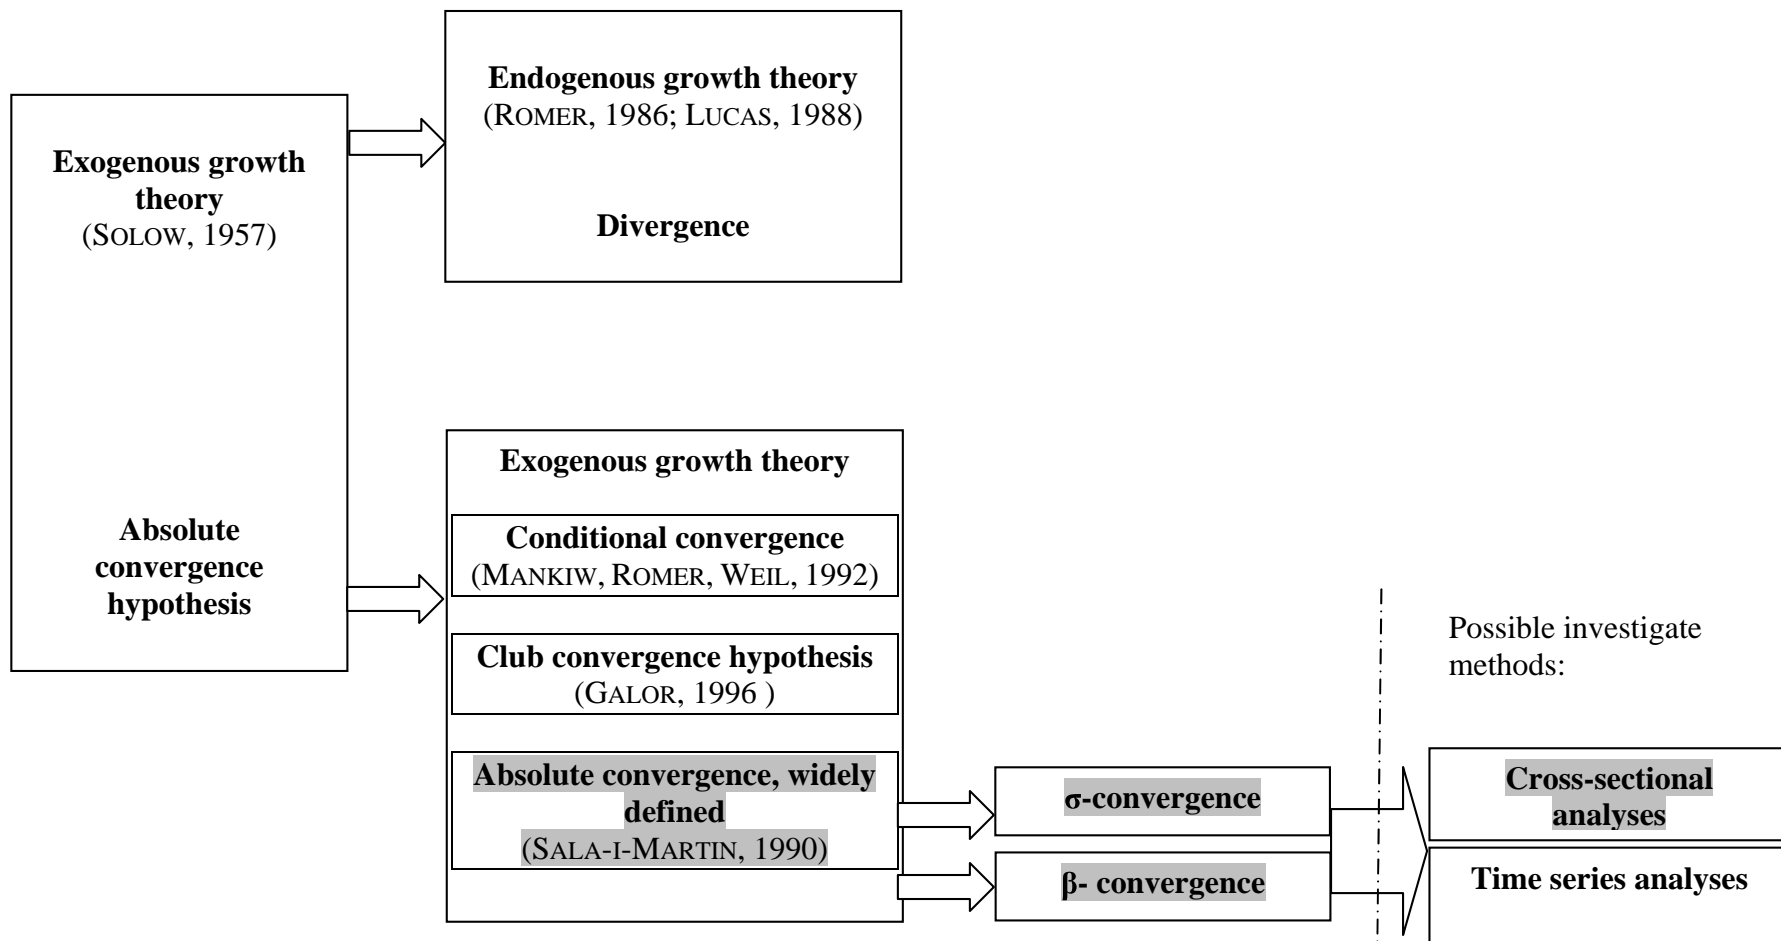 Exogenous growth
theory
(SOLOW, 1957)
Absolute
convergence
hypothesis
Endogenous growth theory
(ROMER, 1986; LUCAS, 1988)
Divergence
Exogenous growth theory
Conditional convergence
(MANKIW, ROMER, WEIL, 1992)
Club convergence hypothesis
(GALOR, 1996 )
Absolute convergence, widely
defined
(SALA-I-MARTIN, 1990)
σ-convergence
β- convergence
Possible investigate
methods:
Cross-sectional
analyses
Time series analyses